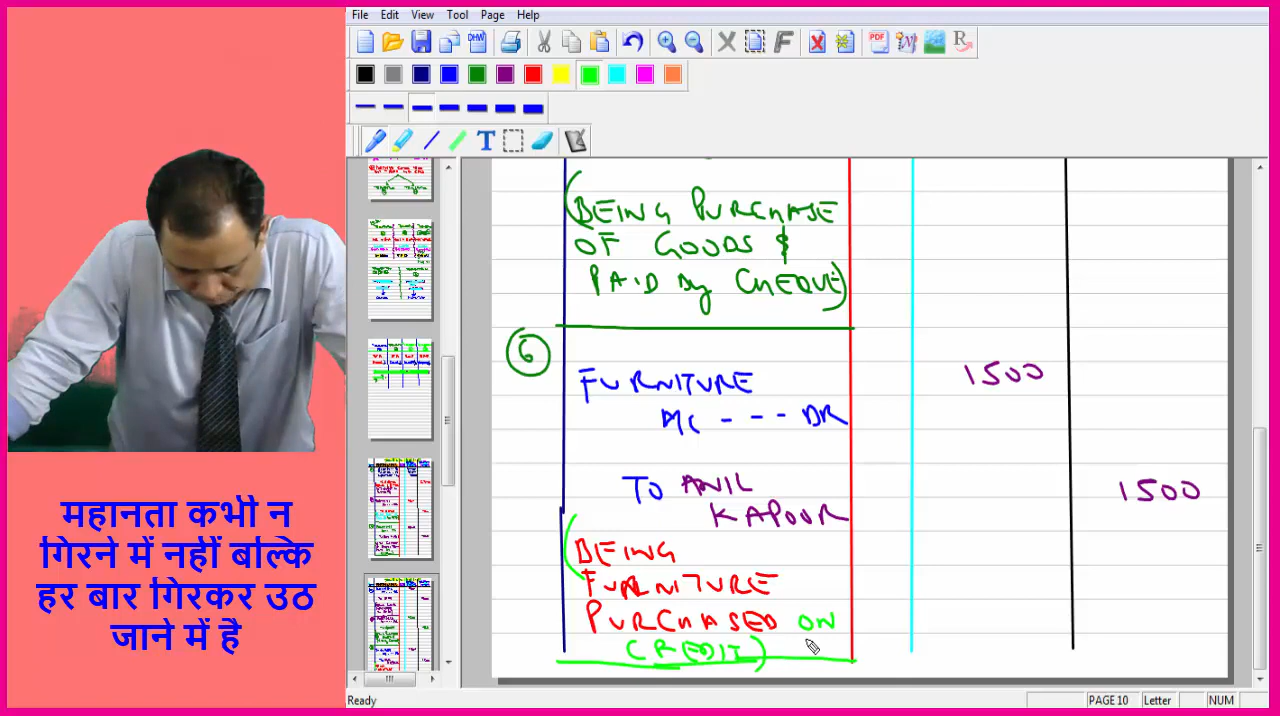 File Edit View Tool Page Help
(BEING PURCHASE
OF GOODS &
PAID By CHEQUE)
6
FURNITURE 1500
A/C - - - DR
TO ANIL 1500
KAPOOR
(BEING
FURNITURE
PURCHASED ON
CREDIT)
महानता कभी न
गिरने में नहीं बल्कि
हर बार गिरकर उठ
जाने में है
Ready PAGE 10 Letter NUM